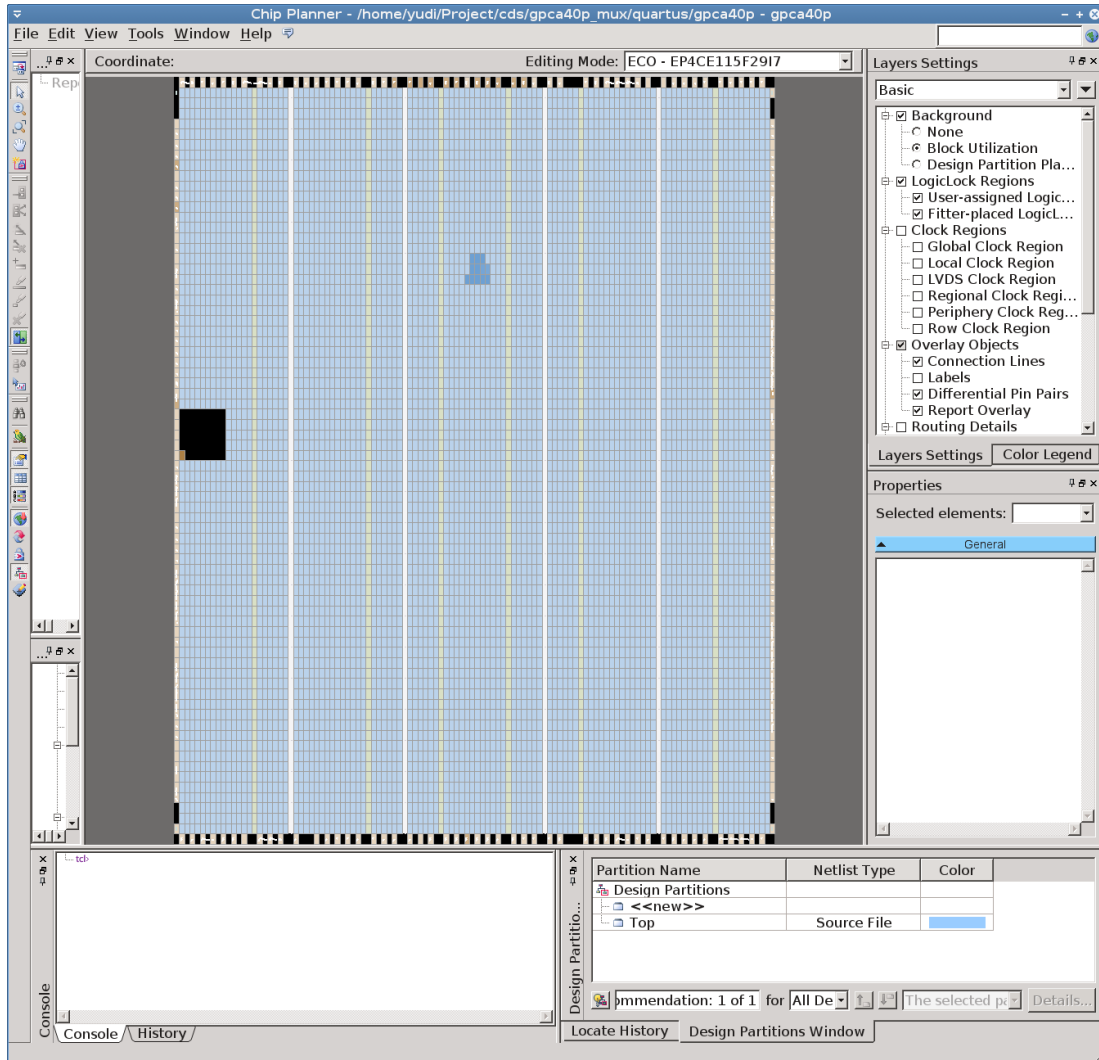 Chip Planner - /home/yudi/Project/cds/gpca40p_mux/quartus/gpca40p - gpca40p
File Edit View Tools Window Help
Coordinate:
Editing Mode: ECO - EP4CE115F29I7
Rep
Layers Settings
Basic
Background
None
Block Utilization
Design Partition Pla...
LogicLock Regions
User-assigned Logic...
Fitter-placed LogicL...
Clock Regions
Global Clock Region
Local Clock Region
LVDS Clock Region
Regional Clock Regi...
Periphery Clock Reg...
Row Clock Region
Overlay Objects
Connection Lines
Labels
Differential Pin Pairs
Report Overlay
Routing Details
Layers Settings Color Legend
Properties
Selected elements:
General
tcl>
Console
Console History
Design Partitio...
Partition Name Netlist Type Color
Design Partitions
<<new>>
Top Source File
ommendation: 1 of 1 for All De The selected pa Details...
Locate History Design Partitions Window